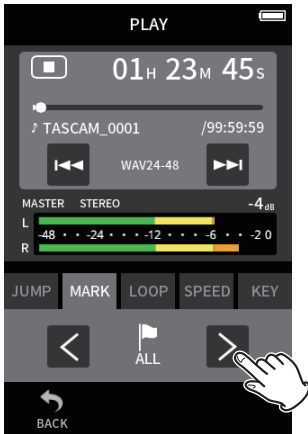 PLAY
01H 23M 45S
♪ TASCAM_0001 /99:59:59
WAV24-48
MASTER STEREO -4dB
L
-48 · · -24 · · · -12 · · · -6 · · -2 0
R
JUMP MARK LOOP SPEED KEY
ALL
BACK